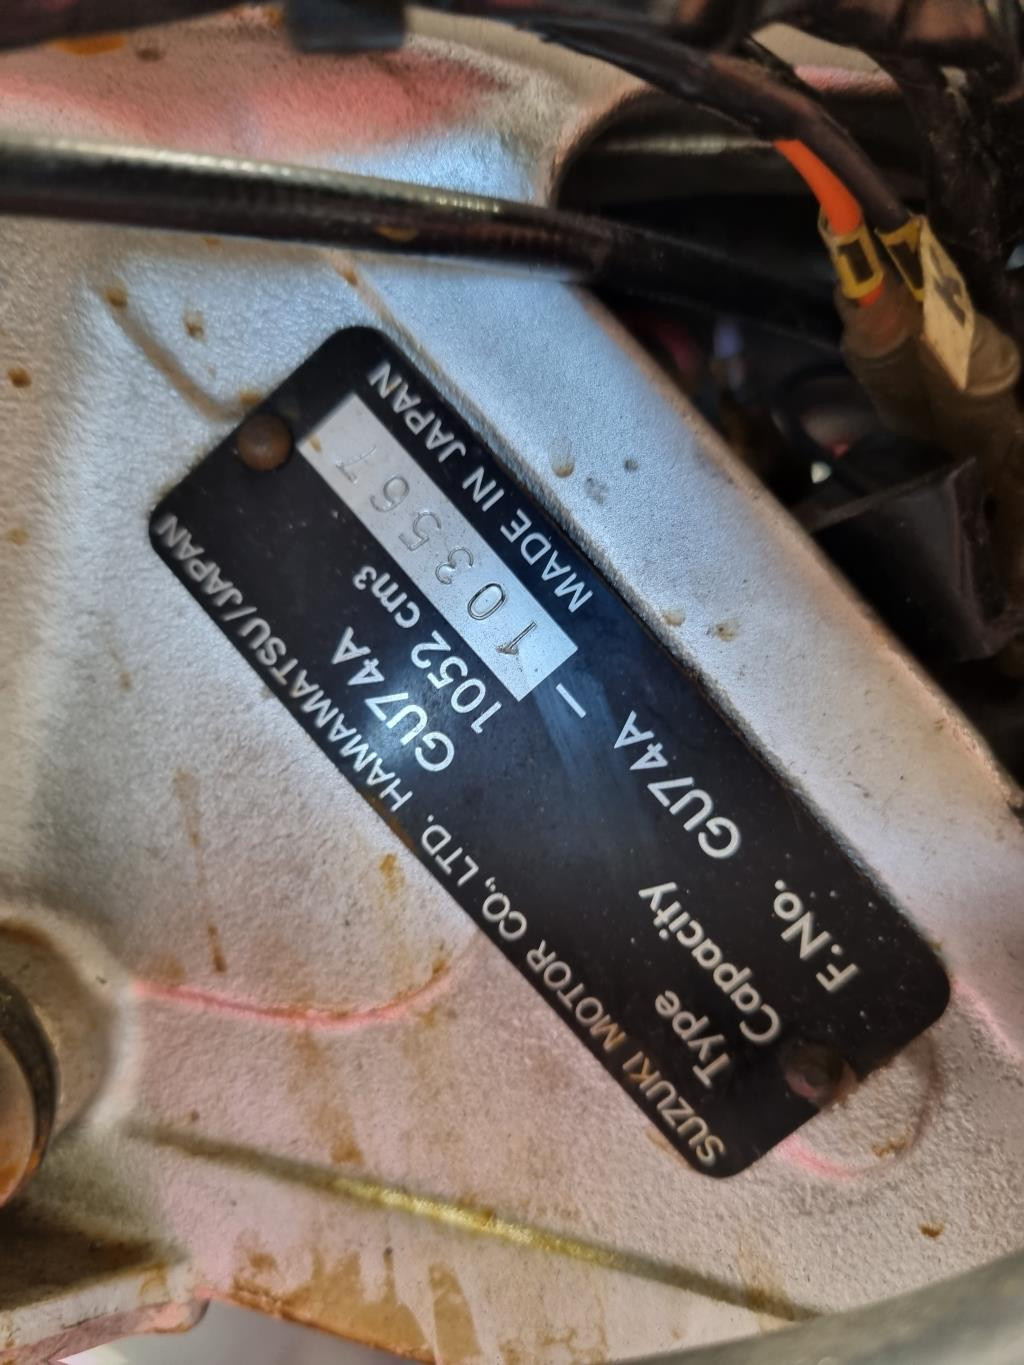 SUZUKI MOTOR CO., LTD. HAMAMATSU/JAPAN
Type GU74A
Capacity 1052 cm³
F.No. GU74A – 103567
MADE IN JAPAN